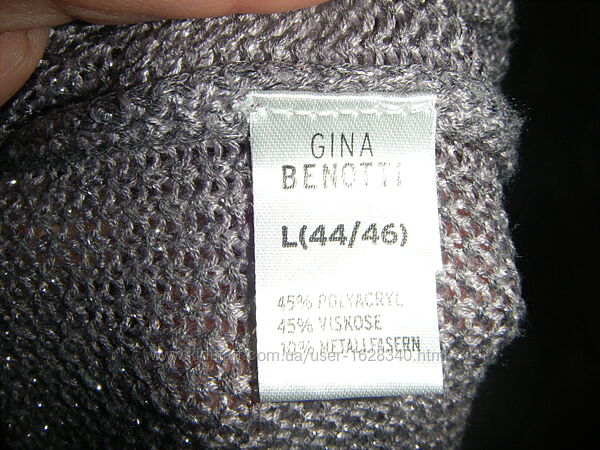 GINA
BENOTTI
L(44/46)
45% POLYACRYL
45% VISKOSE
10% METALLFASERN